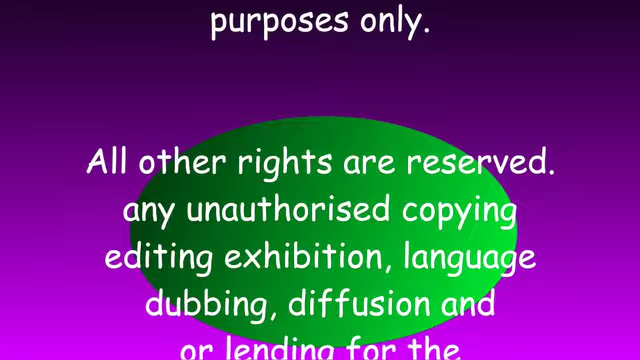 purposes only.
All other rights are reserved.
any unauthorised copying
editing exhibition, language
dubbing, diffusion and
or lending for the